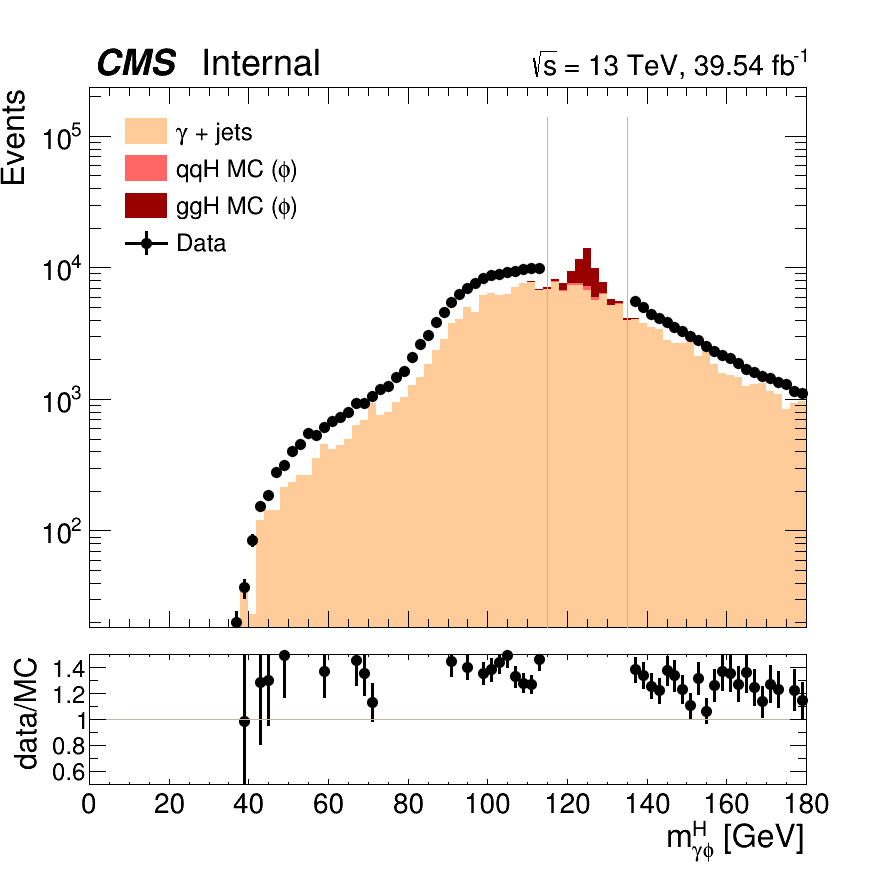 CMS Internal √s = 13 TeV, 39.54 fb⁻¹
Events
10⁵
10⁴
10³
10²
γ + jets
qqH MC (ϕ)
ggH MC (ϕ)
Data
data/MC
1.4
1.2
1
0.8
0.6
0 20 40 60 80 100 120 140 160 180
m^H_γϕ [GeV]